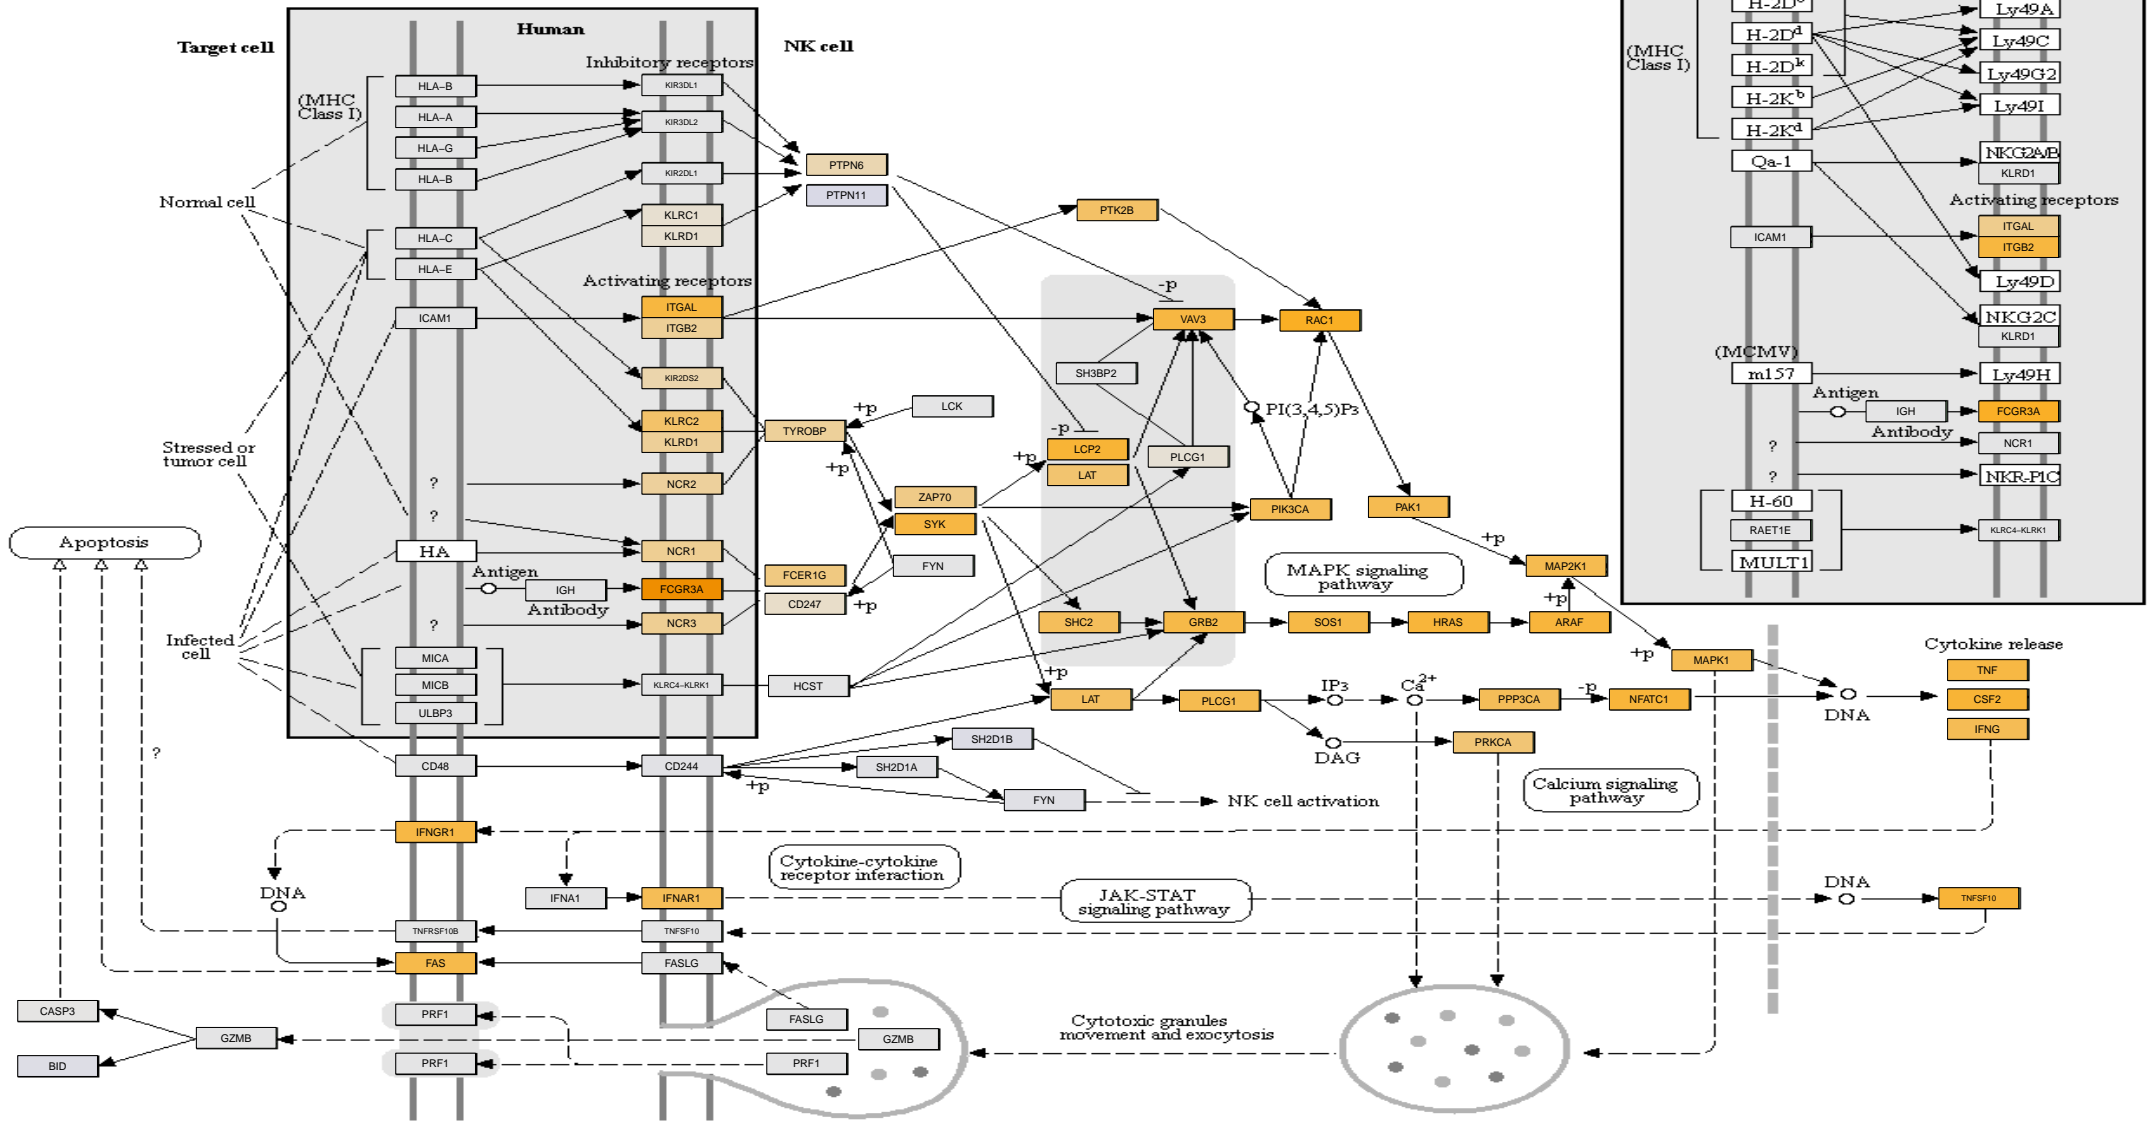 Target cell
Human
NK cell
Inhibitory receptors
(MHC
Class I)
HLA–B
HLA–A
HLA–G
HLA–B
KIR3DL1
KIR3DL2
KIR2DL1
KLRC1
KLRD1
PTPN6
PTPN11
Normal cell
HLA–C
HLA–E
ICAM1
Activating receptors
ITGAL
ITGB2
KIR2DS2
KLRC2
KLRD1
NCR2
NCR1
FCGR3A
NCR3
PTK2B
-p
VAV3
RAC1
SH3BP2
PI(3,4,5)P3
-p
LCP2
LAT
PLCG1
+p
LCK
TYROBP
+p
+p
ZAP70
SYK
FYN
+p
FCER1G
CD247
PIK3CA
PAK1
+p
MAP2K1
MAPK signaling
pathway
+p
SHC2
GRB2
SOS1
HRAS
ARAF
+p
MAPK1
Stressed or
tumor cell
?
?
HA
Antigen
IGH
Antibody
?
Apoptosis
Infected
cell
MICA
MICB
ULBP3
KLRC4–KLRK1
HCST
+p
LAT
PLCG1
IP3
Ca2+
PPP3CA
-p
NFATC1
DNA
Cytokine release
TNF
CSF2
IFNG
DAG
PRKCA
?
CD48
CD244
SH2D1B
SH2D1A
+p
FYN
NK cell activation
Calcium signaling
pathway
IFNGR1
DNA
Cytokine-cytokine
receptor interaction
IFNA1
IFNAR1
JAK-STAT
signaling pathway
DNA
TNFSF10
TNFRSF10B
TNFSF10
FAS
FASLG
CASP3
GZMB
BID
PRF1
PRF1
FASLG
GZMB
PRF1
Cytotoxic granules
movement and exocytosis
(MHC
Class I)
H-2Dd
H-2Dk
H-2Kb
H-2Kd
Qa-1
Ly49A
Ly49C
Ly49G2
Ly49I
NKG2A/B
KLRD1
Activating receptors
ICAM1
ITGAL
ITGB2
Ly49D
NKG2C
KLRD1
(MCMV)
m157
Ly49H
Antigen
IGH
Antibody
FCGR3A
?
NCR1
?
NKR-P1C
H-60
RAET1E
MULT1
KLRC4–KLRK1